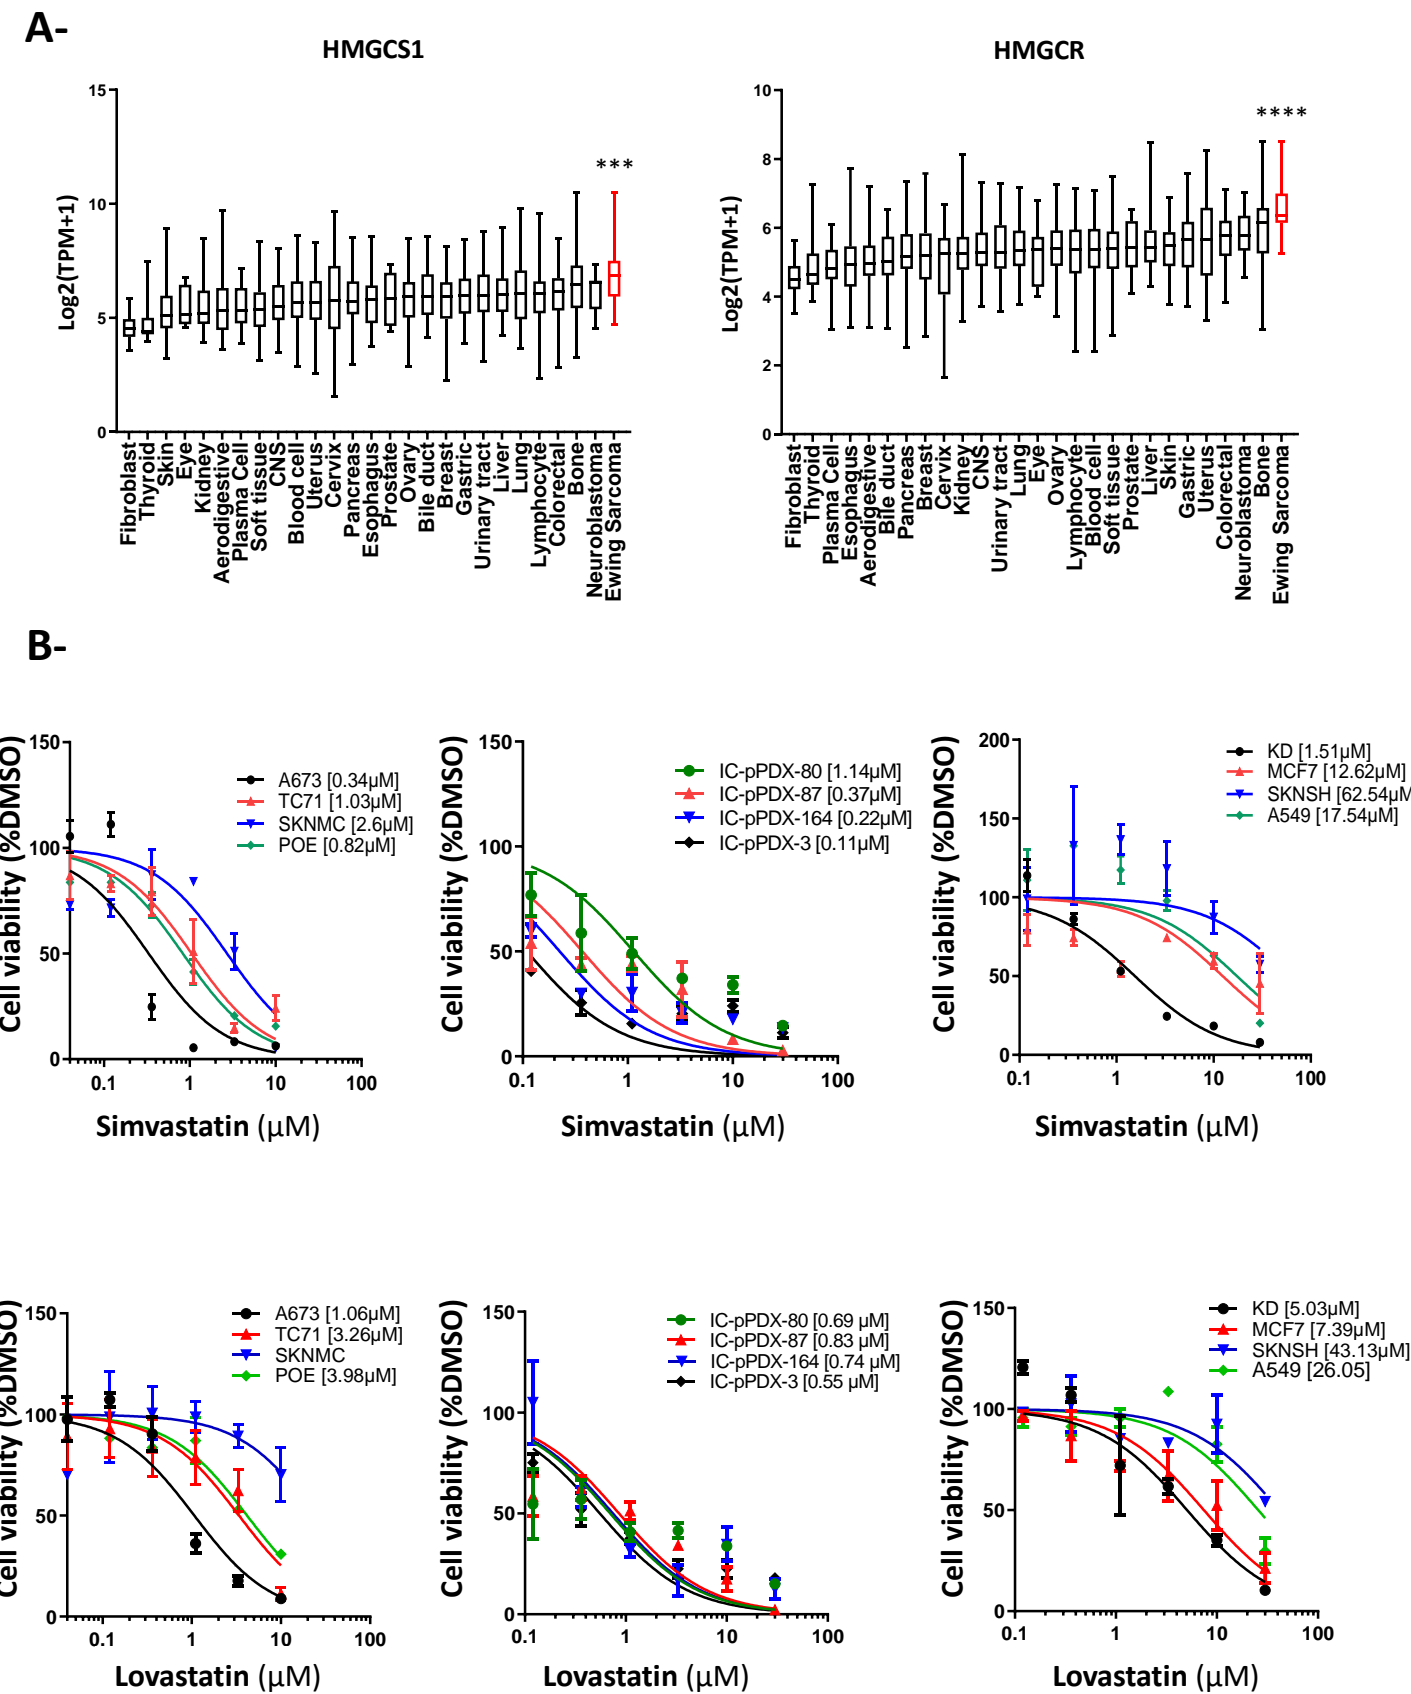 A-
HMGCS1
HMGCR
Log2(TPM+1)
15
10
5
0
***
Fibroblast
Thyroid
Skin
Eye
Kidney
Aerodigestive
Plasma Cell
Soft tissue
CNS
Blood cell
Uterus
Cervix
Pancreas
Esophagus
Prostate
Ovary
Bile duct
Breast
Gastric
Urinary tract
Liver
Lung
Lymphocyte
Colorectal
Bone
Neuroblastoma
Ewing Sarcoma
Log2(TPM+1)
10
8
6
4
2
0
****
Fibroblast
Thyroid
Plasma Cell
Esophagus
Aerodigestive
Bile duct
Pancreas
Breast
Cervix
Kidney
CNS
Urinary tract
Lung
Eye
Ovary
Lymphocyte
Blood cell
Soft tissue
Prostate
Liver
Skin
Gastric
Uterus
Colorectal
Neuroblastoma
Bone
Ewing Sarcoma
B-
Cell viability (%DMSO)
150
100
50
0
A673 [0.34µM]
TC71 [1.03µM]
SKNMC [2.6µM]
POE [0.82µM]
0.1 1 10 100
Simvastatin (µM)
Cell viability (%DMSO)
150
100
50
0
IC-pPDX-80 [1.14µM]
IC-pPDX-87 [0.37µM]
IC-pPDX-164 [0.22µM]
IC-pPDX-3 [0.11µM]
0.1 1 10 100
Simvastatin (µM)
Cell viability (%DMSO)
200
150
100
50
0
KD [1.51µM]
MCF7 [12.62µM]
SKNSH [62.54µM
A549 [17.54µM]
0.1 1 10 100
Simvastatin (µM)
Cell viability (%DMSO)
150
100
50
0
A673 [1.06µM]
TC71 [3.26µM]
SKNMC
POE [3.98µM]
0.1 1 10 100
Lovastatin (µM)
Cell viability (%DMSO)
150
100
50
0
IC-pPDX-80 [0.69 µM]
IC-pPDX-87 [0.83 µM]
IC-pPDX-164 [0.74 µM]
IC-pPDX-3 [0.55 µM]
0.1 1 10 100
Lovastatin (µM)
Cell viability (%DMSO)
150
100
50
0
KD [5.03µM]
MCF7 [7.39µM]
SKNSH [43.13µM]
A549 [26.05]
0.1 1 10 100
Lovastatin (µM)